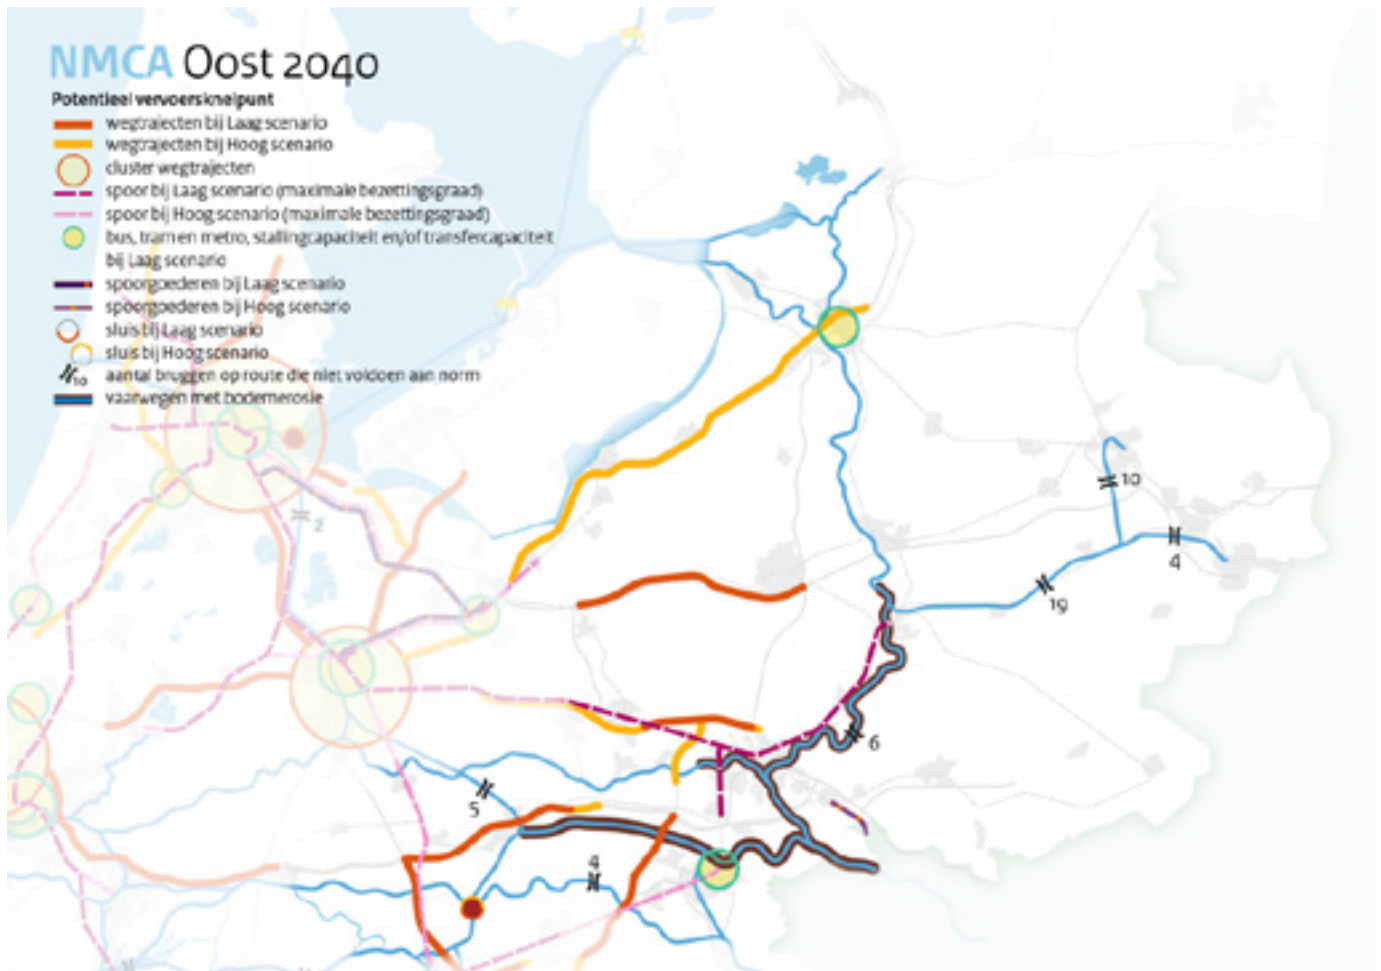 NMCA Oost 2040
Potentieel vervoersknelpunt
wegtrajecten bij Laag scenario
wegtrajecten bij Hoog scenario
cluster wegtrajecten
spoor bij Laag scenario (maximale bezettingsgraad)
spoor bij Hoog scenario (maximale bezettingsgraad)
bus, tram en metro, stallingcapaciteit en/of transfercapaciteit
bij Laag scenario
spoorgoederen bij Laag scenario
spoorgoederen bij Hoog scenario
sluis bij Laag scenario
sluis bij Hoog scenario
10 aantal bruggen op route die niet voldoen aan norm
vaarwegen met bodemerosie
10
2
4
19
6
5
4